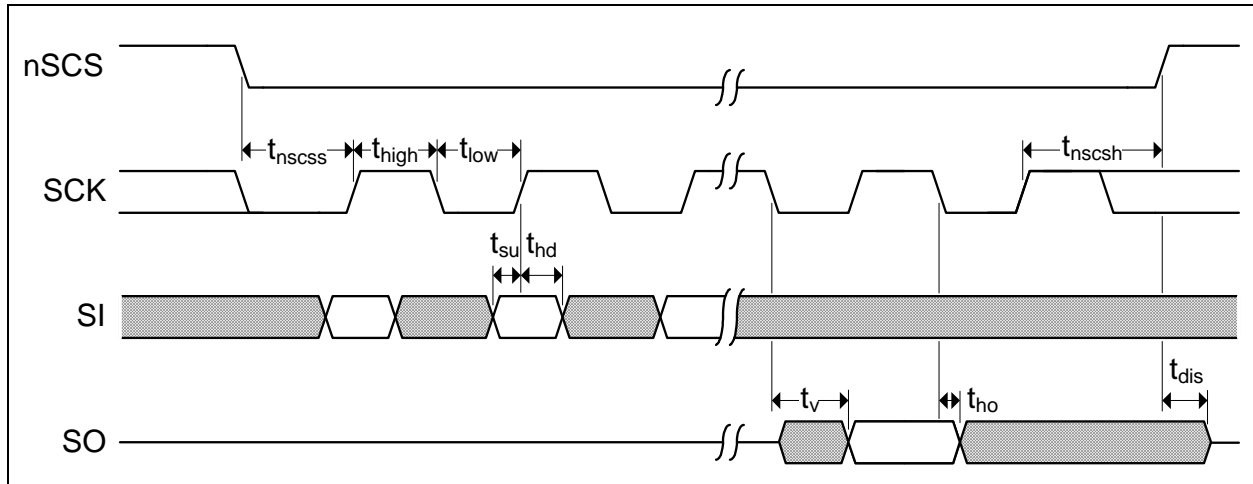 nSCS
tnscss thigh tlow tnscsh
SCK
tsu thd
SI
tdis
tv tho
SO